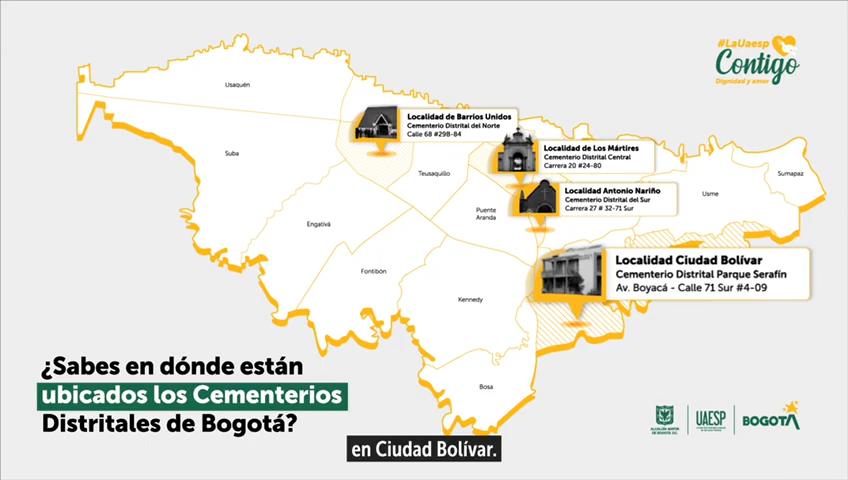 #LaUaesp
Contigo
Dignidad y amor
Usaquén
Suba
Localidad de Barrios Unidos
Cementerio Distrital del Norte
Calle 68 #29B-84
Teusaquillo
Localidad de Los Mártires
Cementerio Distrital Central
Carrera 20 #24-80
Localidad Antonio Nariño
Cementerio Distrital del Sur
Carrera 27 # 32-71 Sur
Usme
Sumapaz
Puente
Aranda
Engativá
Fontibón
Kennedy
Bosa
Localidad Ciudad Bolívar
Cementerio Distrital Parque Serafín
Av. Boyacá - Calle 71 Sur #4-09
¿Sabes en dónde están
ubicados los Cementerios
Distritales de Bogotá?
ALCALDÍA MAYOR
DE BOGOTÁ D.C.
UAESP
BOGOTÁ
en Ciudad Bolívar.